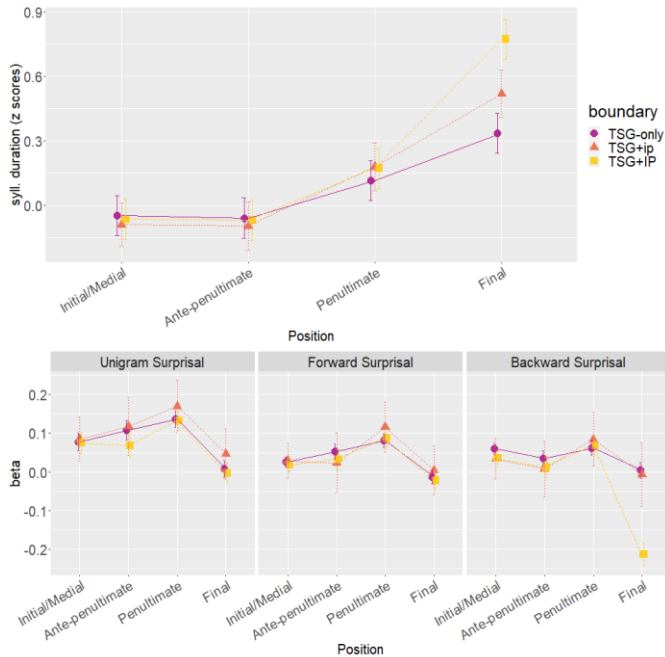 0.9
0.6
0.3
0.0
syll. duration (z scores)
Initial/Medial
Ante-penultimate
Penultimate
Final
Position
boundary
TSG-only
TSG+ip
TSG+IP
Unigram Surprisal
Forward Surprisal
Backward Surprisal
0.2
0.1
0.0
-0.1
-0.2
beta
Initial/Medial
Ante-penultimate
Penultimate
Final
Initial/Medial
Ante-penultimate
Penultimate
Final
Initial/Medial
Ante-penultimate
Penultimate
Final
Position